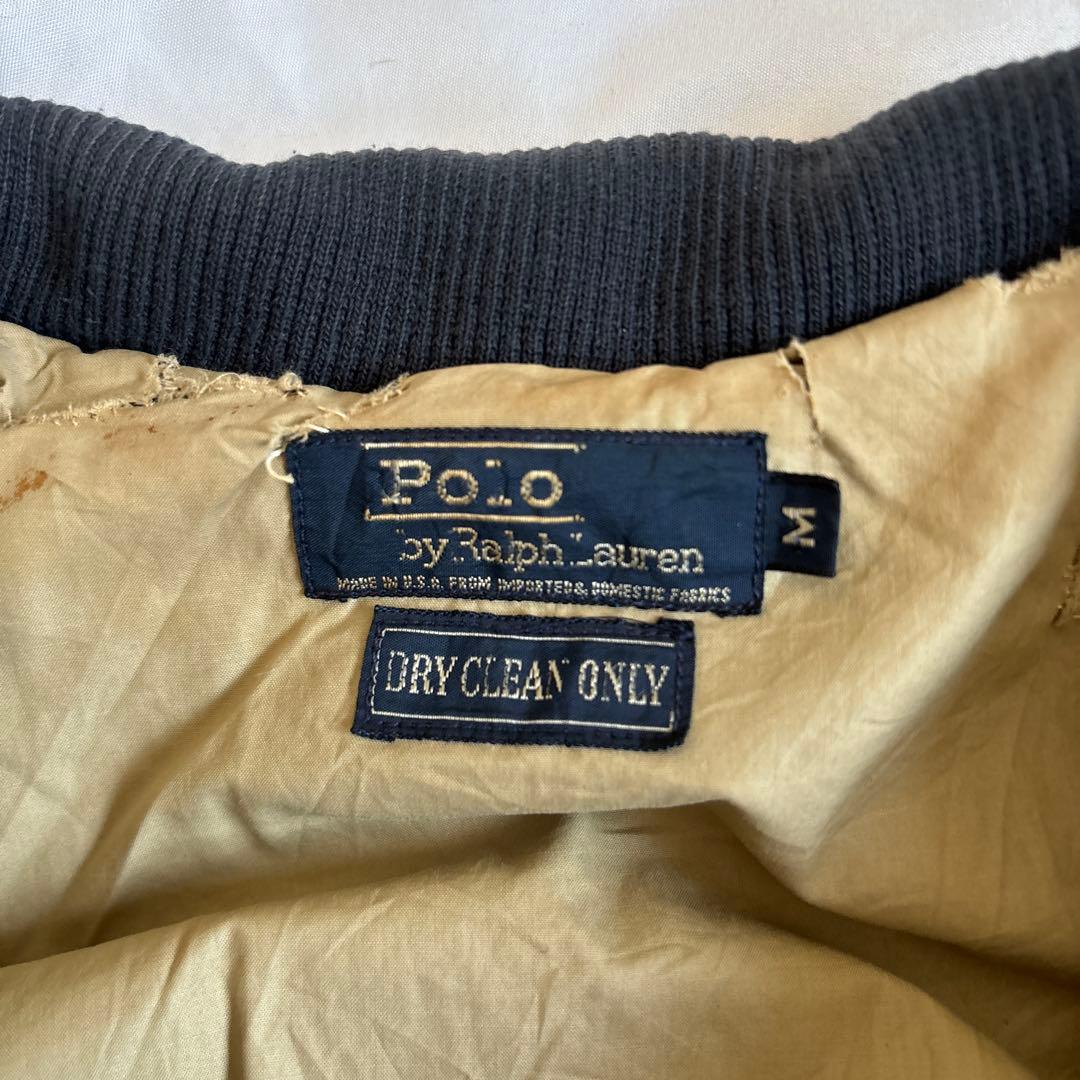 Polo
by Ralph Lauren
M
MADE IN U.S.A. FROM IMPORTED & DOMESTIC FABRICS
DRY CLEAN ONLY